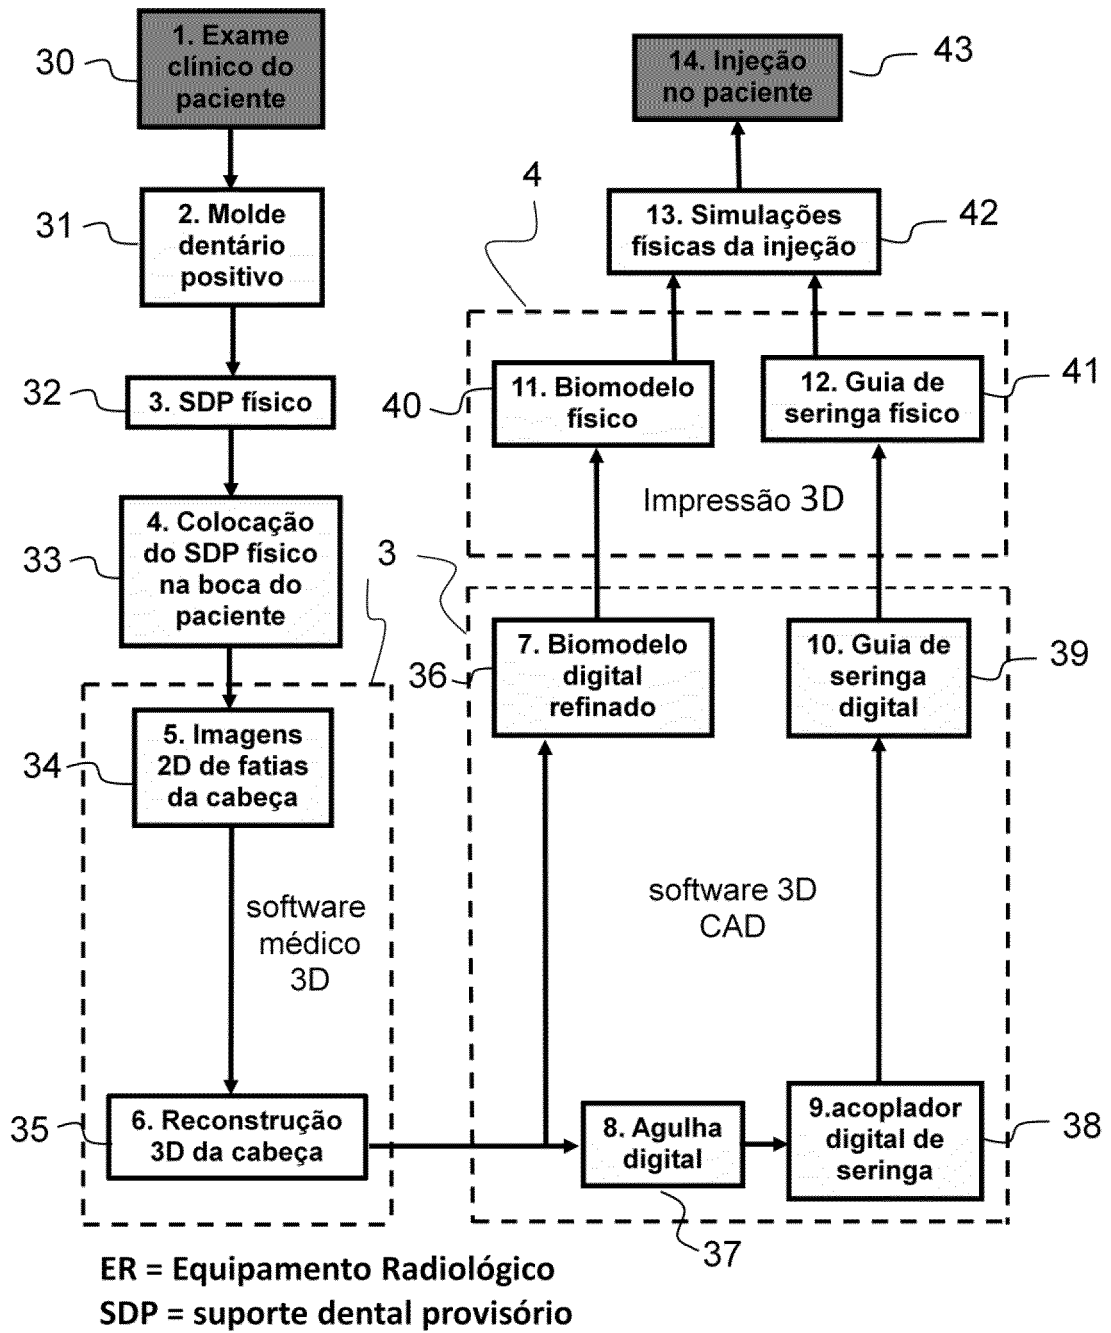 30
1. Exame
clínico do
paciente
31
2. Molde
dentário
positivo
32
3. SDP físico
33
4. Colocação
do SDP físico
na boca do
paciente
3
34
5. Imagens
2D de fatias
da cabeça
software
médico
3D
35
6. Reconstrução
3D da cabeça
43
14. Injeção
no paciente
4
42
13. Simulações
físicas da injeção
40
11. Biomodelo
físico
41
12. Guia de
seringa físico
Impressão 3D
36
7. Biomodelo
digital
refinado
39
10. Guia de
seringa
digital
software 3D
CAD
8. Agulha
digital
37
9.acoplador
digital de
seringa
38
ER = Equipamento Radiológico
SDP = suporte dental provisório